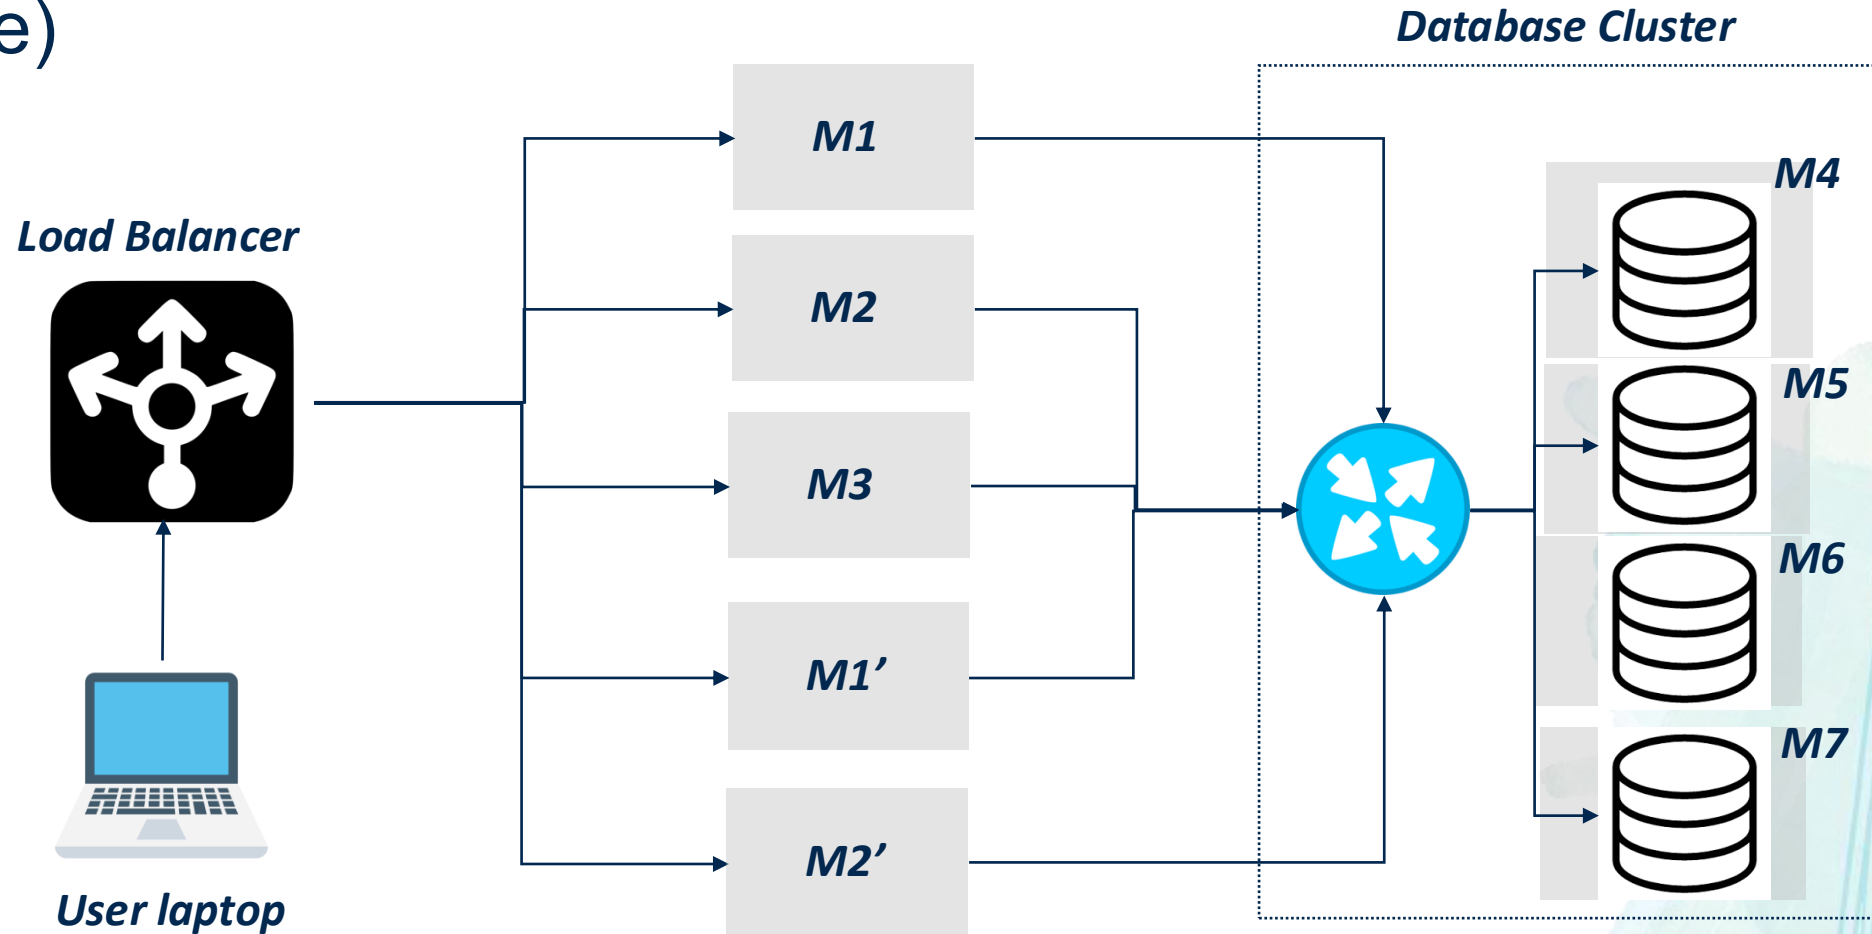 e)
Database Cluster
M1
M4
Load Balancer
M2
M5
M3
M6
M1’
M7
M2’
User laptop